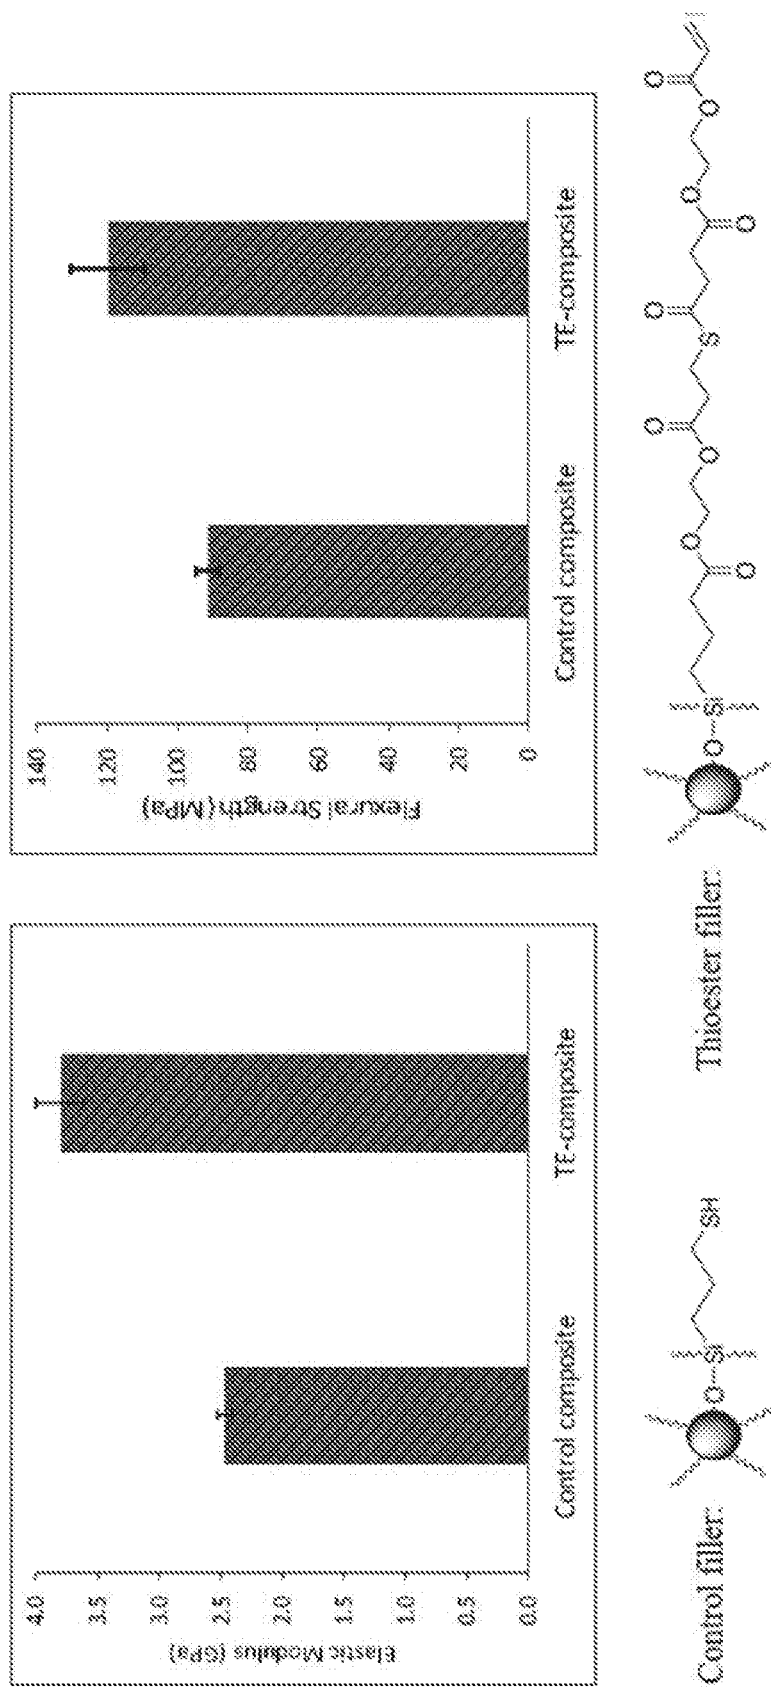 Elastic Modulus (GPa)
4.0
3.5
3.0
2.5
2.0
1.5
1.0
0.5
0.0
Control composite
TE-composite
Flexural Strength (MPa)
140
120
100
80
60
40
20
0
Control composite
TE-composite
Control filler:
O
Si
SH
Thioester filler:
O
Si
O
O
O
O
S
O
O
O
O
O